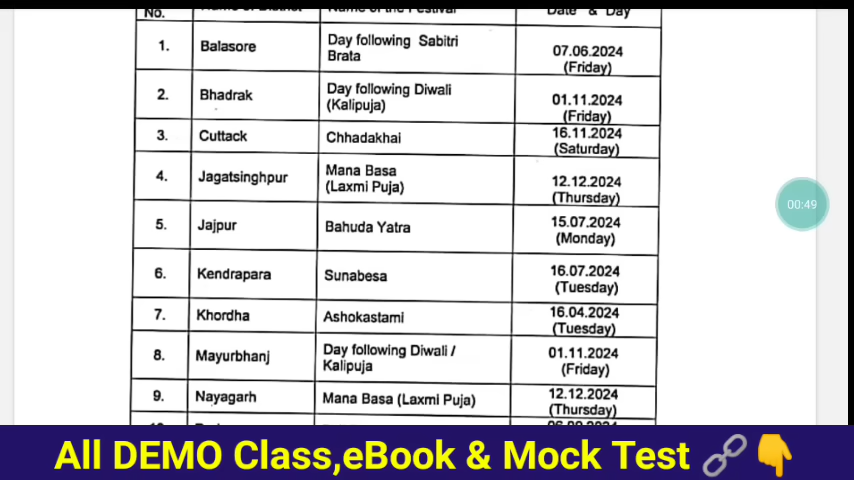 No. Name of the Festival Date & Day
1. Balasore Day following Sabitri Brata 07.06.2024 (Friday)
2. Bhadrak Day following Diwali (Kalipuja) 01.11.2024 (Friday)
3. Cuttack Chhadakhai 16.11.2024 (Saturday)
4. Jagatsinghpur Mana Basa (Laxmi Puja) 12.12.2024 (Thursday)
5. Jajpur Bahuda Yatra 15.07.2024 (Monday)
6. Kendrapara Sunabesa 16.07.2024 (Tuesday)
7. Khordha Ashokastami 16.04.2024 (Tuesday)
8. Mayurbhanj Day following Diwali / Kalipuja 01.11.2024 (Friday)
9. Nayagarh Mana Basa (Laxmi Puja) 12.12.2024 (Thursday)
00:49
All DEMO Class,eBook & Mock Test